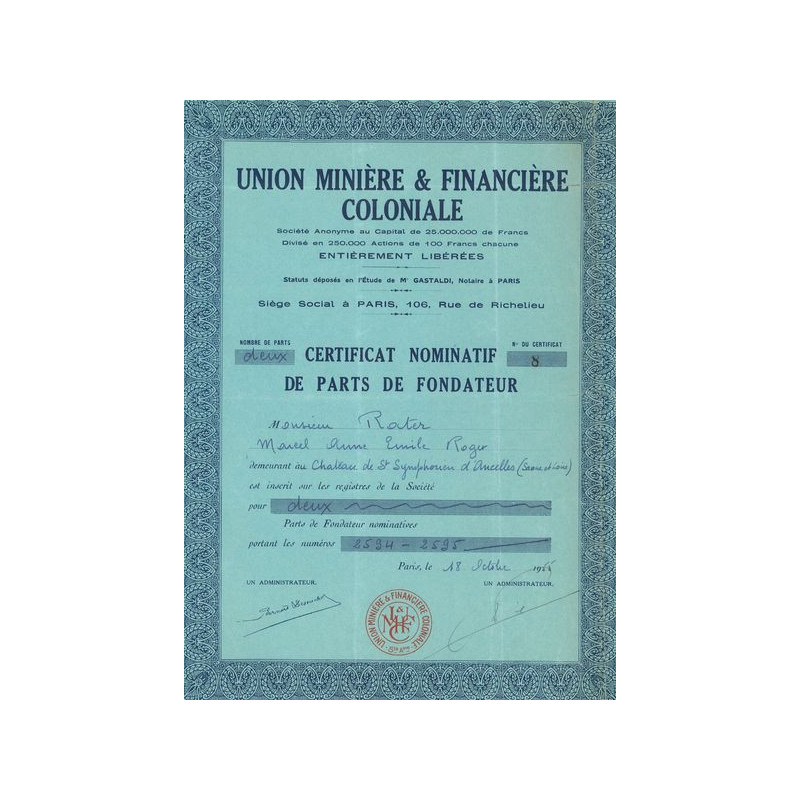 UNION MINIÈRE & FINANCIÈRE
COLONIALE
Société Anonyme au Capital de 25.000.000 de Francs
Divisé en 250.000 Actions de 100 Francs chacune
ENTIÈREMENT LIBÉRÉES
Statuts déposés en l'Étude de Mᵉ GASTALDI, Notaire à PARIS
Siège Social à PARIS, 106, Rue de Richelieu
NOMBRE DE PARTS
deux
Nº DU CERTIFICAT
8
CERTIFICAT NOMINATIF
DE PARTS DE FONDATEUR
Monsieur Rater
Marcel Anne Emile Roger
demeurant au Chateau de St Symphorien d'Ancelles (Saone et Loire)
est inscrit sur les registres de la Société
pour deux
Parts de Fondateur nominatives
portant les numéros 2594 - 2595
Paris, le 18 Octobre
UN ADMINISTRATEUR.
UN ADMINISTRATEUR.
UNION MINIÈRE & FINANCIÈRE COLONIALE